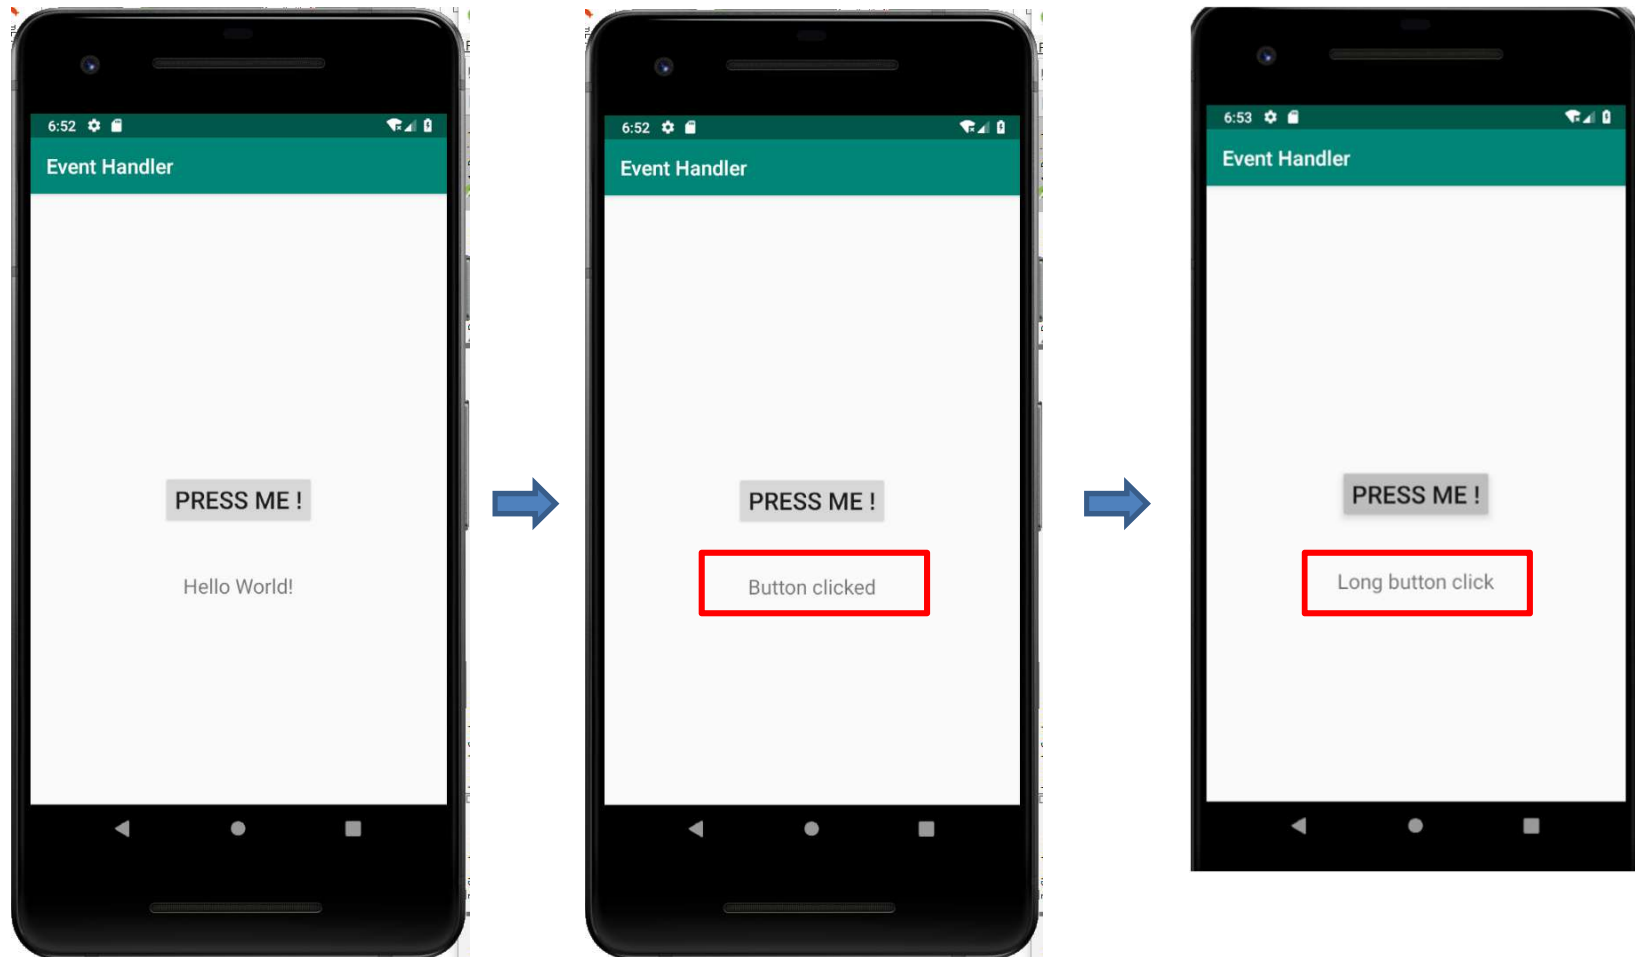 6:52
Event Handler
PRESS ME !
Hello World!
6:52
Event Handler
PRESS ME !
Button clicked
6:53
Event Handler
PRESS ME !
Long button click